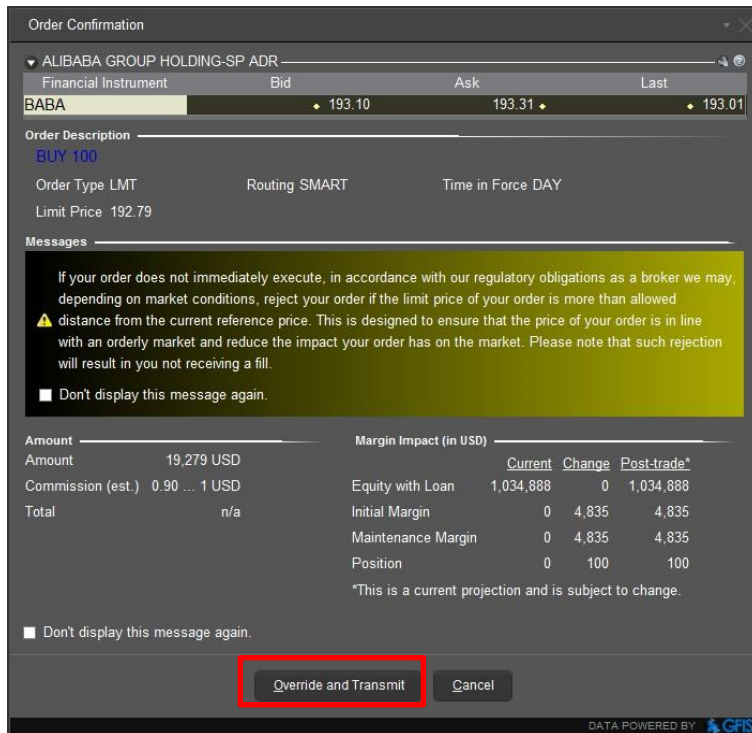 Order Confirmation
ALIBABA GROUP HOLDING-SP ADR
Financial Instrument Bid Ask Last
BABA 193.10 193.31 193.01
Order Description
BUY 100
Order Type LMT Routing SMART Time in Force DAY
Limit Price 192.79
Messages
If your order does not immediately execute, in accordance with our regulatory obligations as a broker we may,
depending on market conditions, reject your order if the limit price of your order is more than allowed
distance from the current reference price. This is designed to ensure that the price of your order is in line
with an orderly market and reduce the impact your order has on the market. Please note that such rejection
will result in you not receiving a fill.
Don't display this message again.
Amount
Amount 19,279 USD
Commission (est.) 0.90 ... 1 USD
Total n/a
Margin Impact (in USD)
Current Change Post-trade*
Equity with Loan 1,034,888 0 1,034,888
Initial Margin 0 4,835 4,835
Maintenance Margin 0 4,835 4,835
Position 0 100 100
*This is a current projection and is subject to change.
Don't display this message again.
Override and Transmit Cancel
DATA POWERED BY GFIS